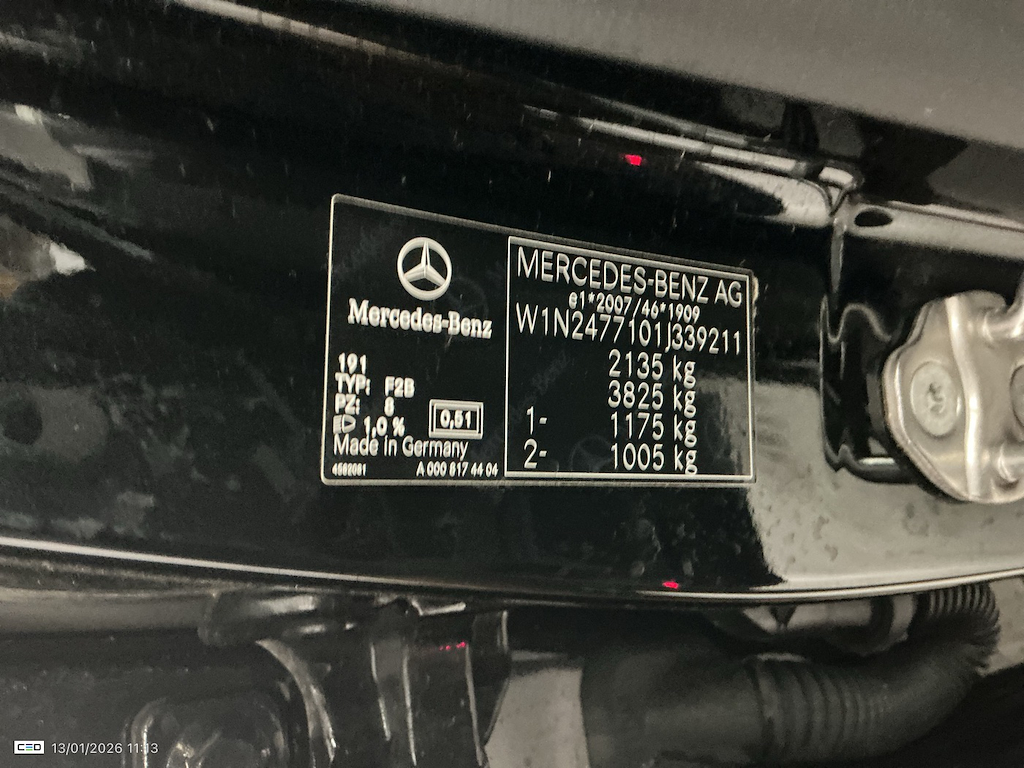 Mercedes-Benz
191
TYP: F2B
PZ: 8
1,0 %
0,51
Made in Germany
4582081 A 000 817 44 04
MERCEDES-BENZ AG
e1*2007/46*1909
W1N2477101J339211
2135 kg
3825 kg
1- 1175 kg
2- 1005 kg
CEO 13/01/2026 11:13